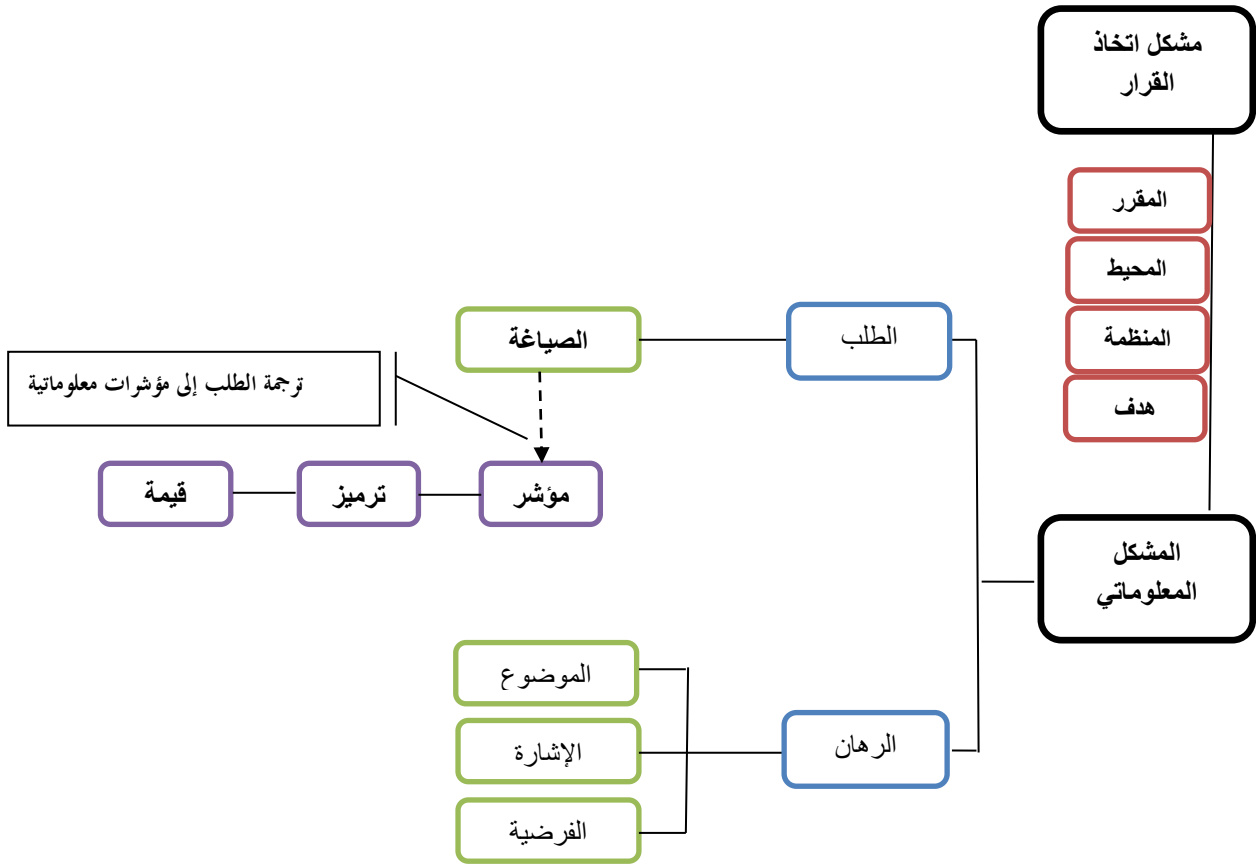 مشكل اتخاذ
القرار
المقرر
المحيط
المنظمة
هدف
المشكل
المعلوماتي
الطلب
الصياغة
ترجمة الطلب إلى مؤشرات معلوماتية
مؤشر
ترميز
قيمة
الرهان
الموضوع
الإشارة
الفرضية